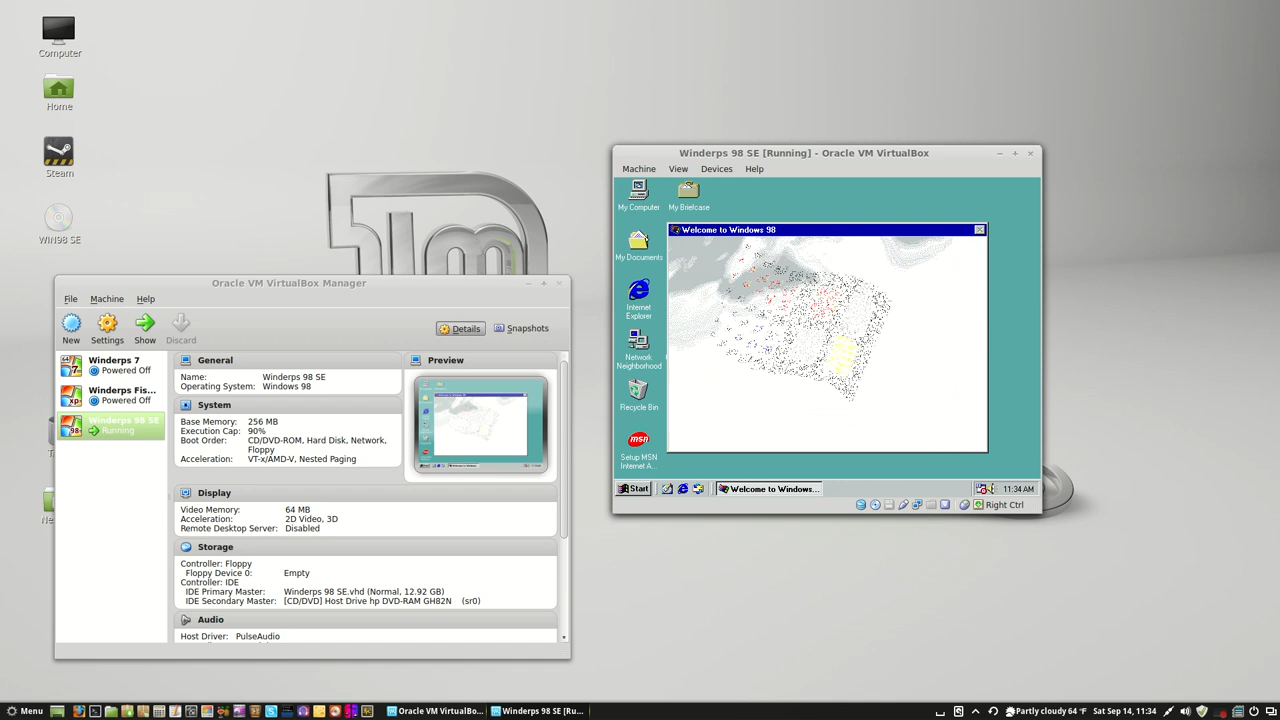 Computer
Home
Steam
WIN98 SE
Oracle VM VirtualBox Manager
File Machine Help
New Settings Show Discard
Details Snapshots
Winderps 7
Powered Off
Winderps Fis...
Powered Off
Winderps 98 SE
Running
General
Name: Winderps 98 SE
Operating System: Windows 98
System
Base Memory: 256 MB
Execution Cap: 90%
Boot Order: CD/DVD-ROM, Hard Disk, Network,
Floppy
Acceleration: VT-x/AMD-V, Nested Paging
Preview
Display
Video Memory: 64 MB
Acceleration: 2D Video, 3D
Remote Desktop Server: Disabled
Storage
Controller: Floppy
Floppy Device 0: Empty
Controller: IDE
IDE Primary Master: Winderps 98 SE.vhd (Normal, 12.92 GB)
IDE Secondary Master: [CD/DVD] Host Drive hp DVD-RAM GH82N (sr0)
Audio
Host Driver: PulseAudio
Winderps 98 SE [Running] - Oracle VM VirtualBox
Machine View Devices Help
My Computer
My Briefcase
My Documents
Internet
Explorer
Network
Neighborhood
Recycle Bin
msn
Setup MSN
Internet A...
Welcome to Windows 98
Start
Welcome to Windows...
11:34 AM
Right Ctrl
Menu
Oracle VM VirtualBo...
Winderps 98 SE [Ru...
Partly cloudy 64 °F
Sat Sep 14, 11:34